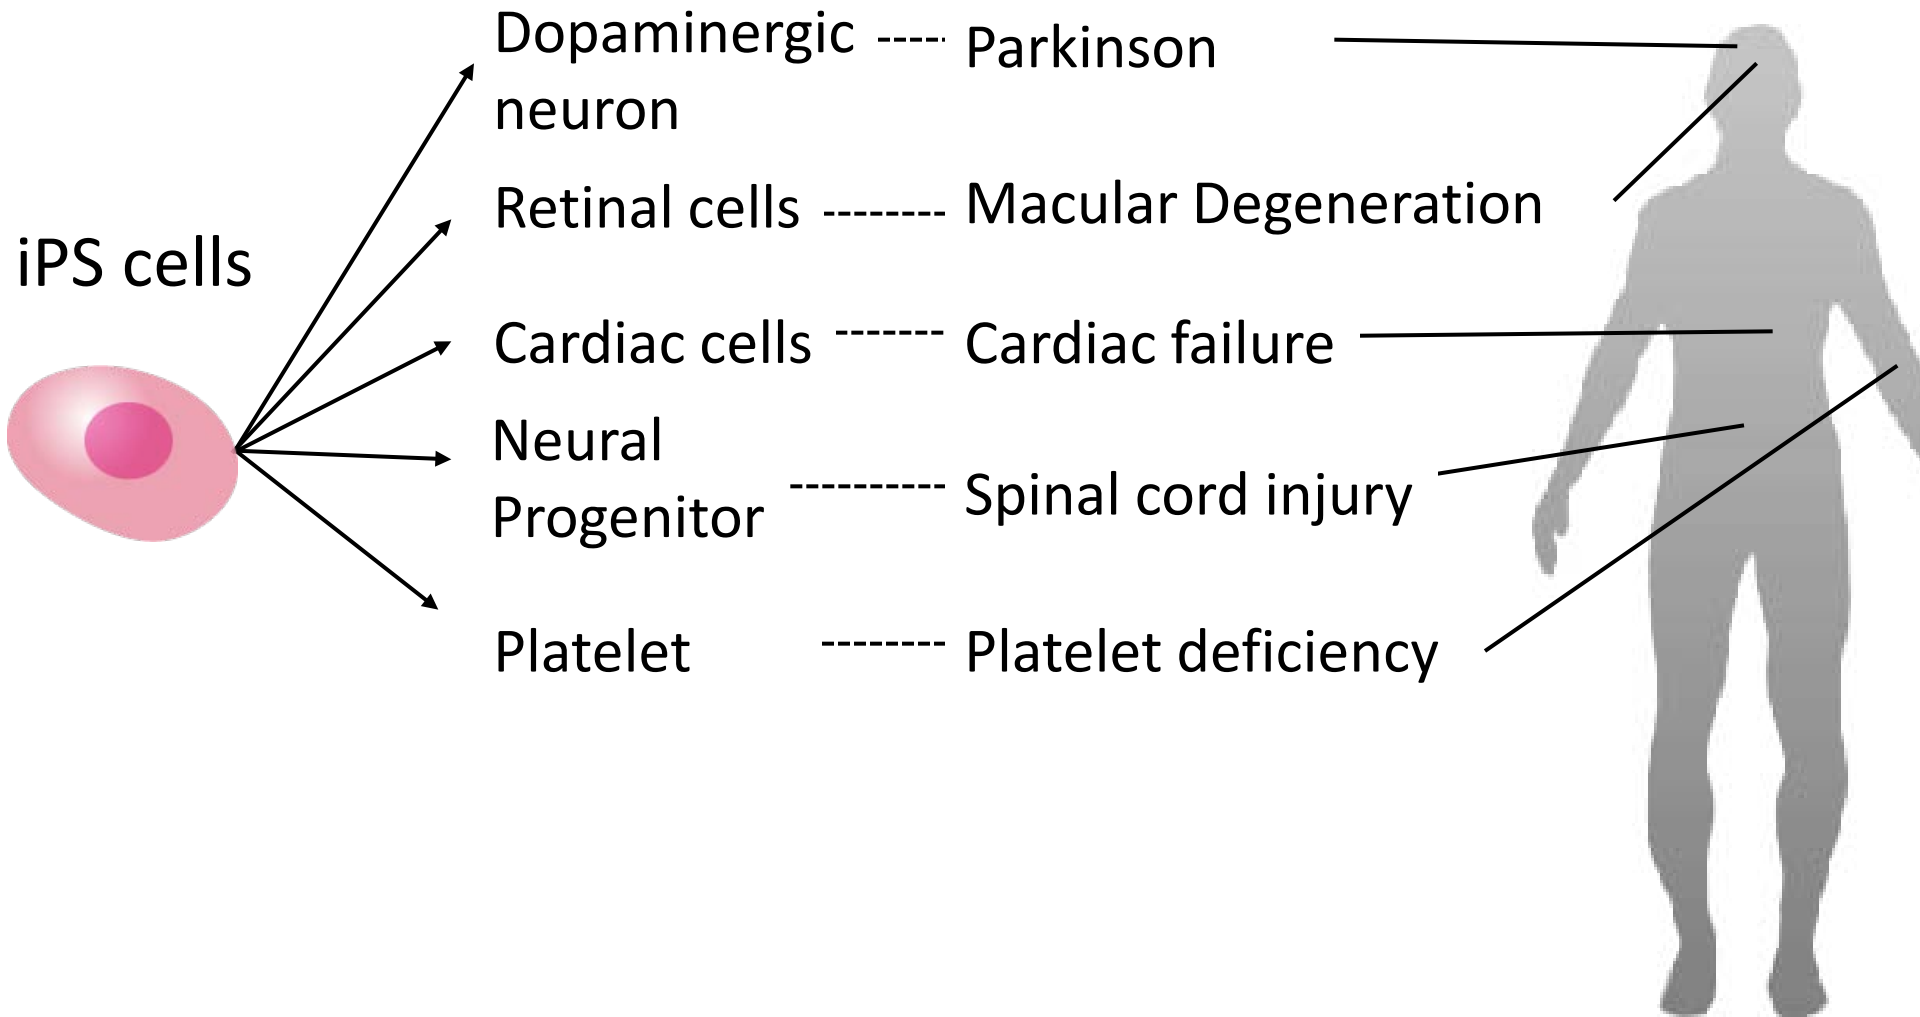 Dopaminergic
neuron
Parkinson
Retinal cells
Macular Degeneration
iPS cells
Cardiac cells
Cardiac failure
Neural
Progenitor
Spinal cord injury
Platelet
Platelet deficiency